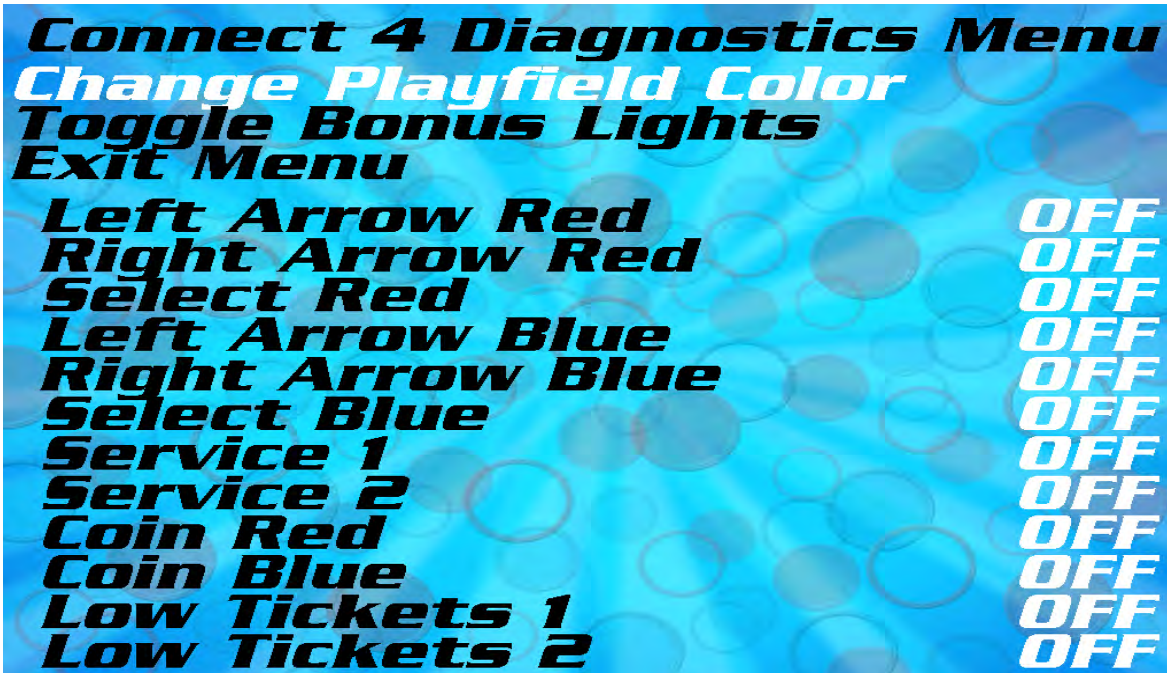 Connect 4 Diagnostics Menu
Change Playfield Color
Toggle Bonus Lights
Exit Menu
Left Arrow Red OFF
Right Arrow Red OFF
Select Red OFF
Left Arrow Blue OFF
Right Arrow Blue OFF
Select Blue OFF
Service 1 OFF
Service 2 OFF
Coin Red OFF
Coin Blue OFF
Low Tickets 1 OFF
Low Tickets 2 OFF